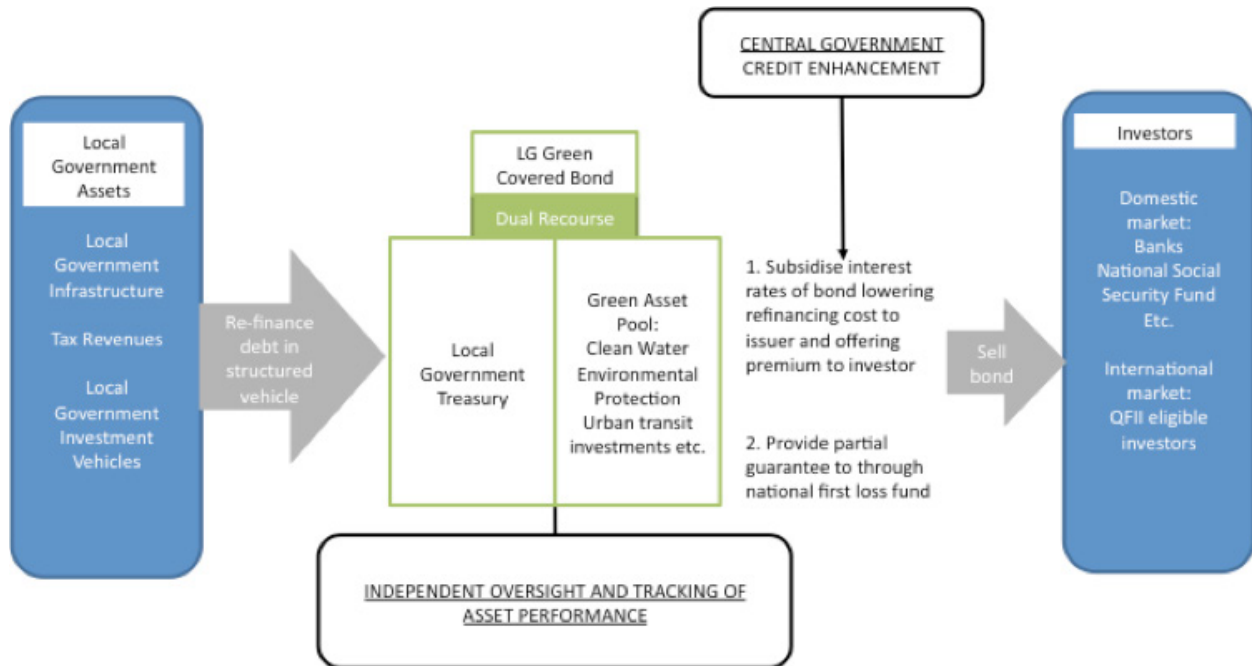 CENTRAL GOVERNMENT
CREDIT ENHANCEMENT
Local
Government
Assets
Local
Government
Infrastructure
Tax Revenues
Local
Government
Investment
Vehicles
Re-finance
debt in
structured
vehicle
LG Green
Covered Bond
Dual Recourse
Local
Government
Treasury
Green Asset
Pool:
Clean Water
Environmental
Protection
Urban transit
investments etc.
INDEPENDENT OVERSIGHT AND TRACKING OF
ASSET PERFORMANCE
1. Subsidise interest
rates of bond lowering
refinancing cost to
issuer and offering
premium to investor
2. Provide partial
guarantee to through
national first loss fund
Sell
bond
Investors
Domestic
market:
Banks
National Social
Security Fund
Etc.
International
market:
QFII eligible
investors